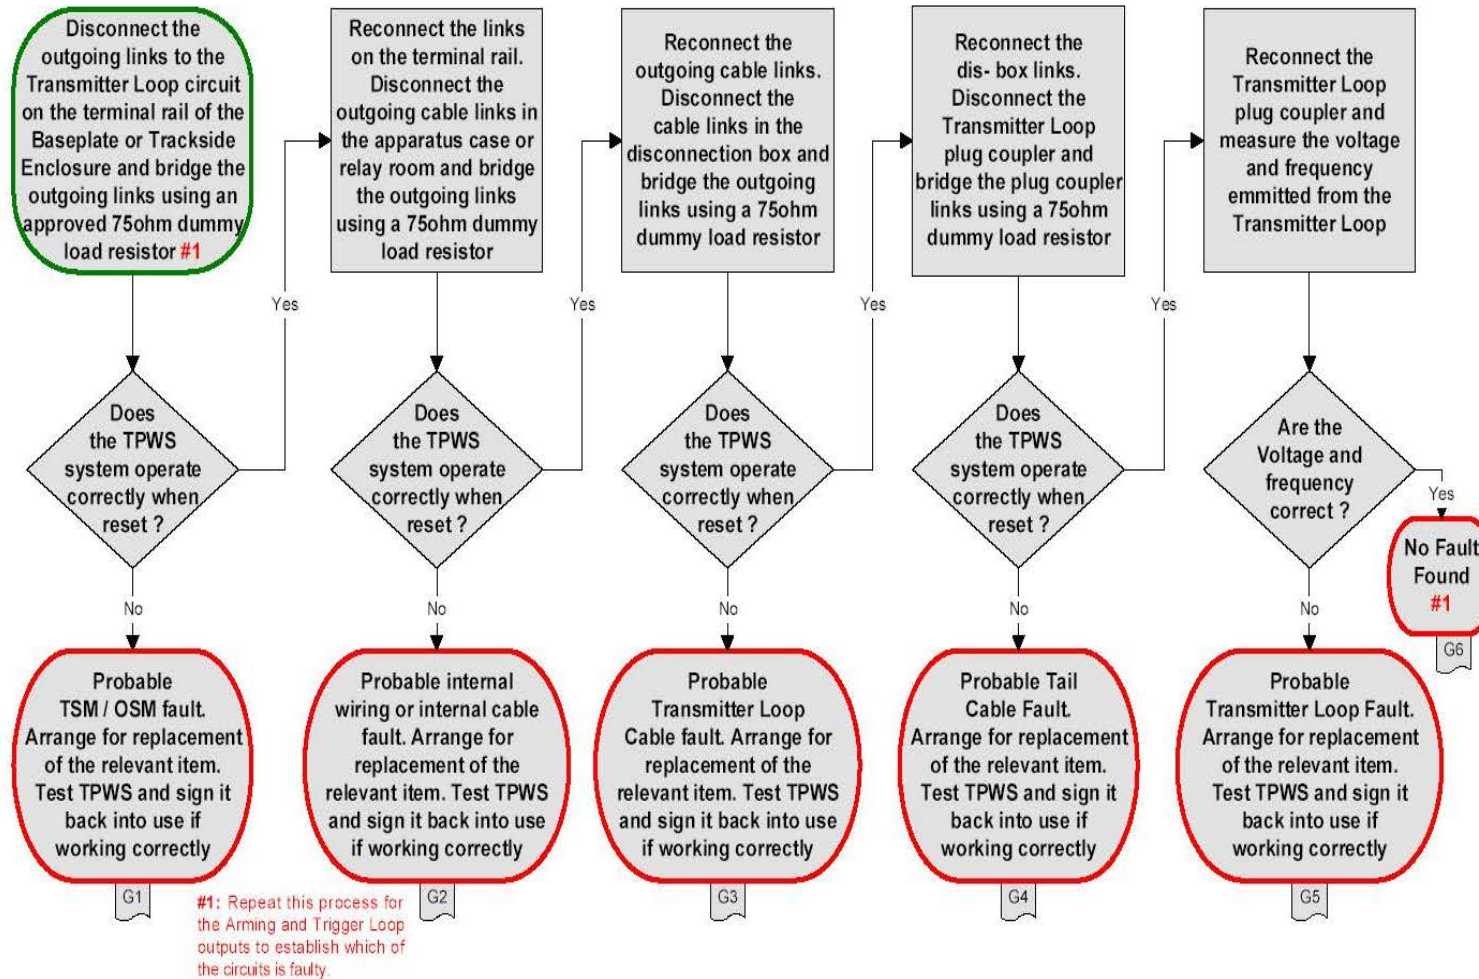 Disconnect the
outgoing links to the
Transmitter Loop circuit
on the terminal rail of the
Baseplate or Trackside
Enclosure and bridge the
outgoing links using an
approved 75ohm dummy
load resistor #1
Reconnect the links
on the terminal rail.
Disconnect the
outgoing cable links in
the apparatus case or
relay room and bridge
the outgoing links
using a 75ohm dummy
load resistor
Reconnect the
outgoing cable links.
Disconnect the
cable links in the
disconnection box and
bridge the outgoing
links using a 75ohm
dummy load resistor
Reconnect the
dis- box links.
Disconnect the
Transmitter Loop
plug coupler and
bridge the plug coupler
links using a 75ohm
dummy load resistor
Reconnect the
Transmitter Loop
plug coupler and
measure the voltage
and frequency
emmitted from the
Transmitter Loop
Yes
Yes
Yes
Yes
Does
the TPWS
system operate
correctly when
reset ?
Does
the TPWS
system operate
correctly when
reset ?
Does
the TPWS
system operate
correctly when
reset ?
Does
the TPWS
system operate
correctly when
reset ?
Are the
Voltage and
frequency
correct ?
Yes
No Fault
Found
#1
G6
No
No
No
No
No
Probable
TSM / OSM fault.
Arrange for replacement
of the relevant item.
Test TPWS and sign it
back into use if
working correctly
Probable internal
wiring or internal cable
fault. Arrange for
replacement of the
relevant item. Test TPWS
and sign it back into use
if working correctly
Probable
Transmitter Loop
Cable fault. Arrange for
replacement of the
relevant item. Test TPWS
and sign it back into use
if working correctly
Probable Tail
Cable Fault.
Arrange for replacement
of the relevant item.
Test TPWS and sign it
back into use if
working correctly
Probable
Transmitter Loop Fault.
Arrange for replacement
of the relevant item.
Test TPWS and sign it
back into use if
working correctly
G1
G2
G3
G4
G5
#1: Repeat this process for
the Arming and Trigger Loop
outputs to establish which of
the circuits is faulty.